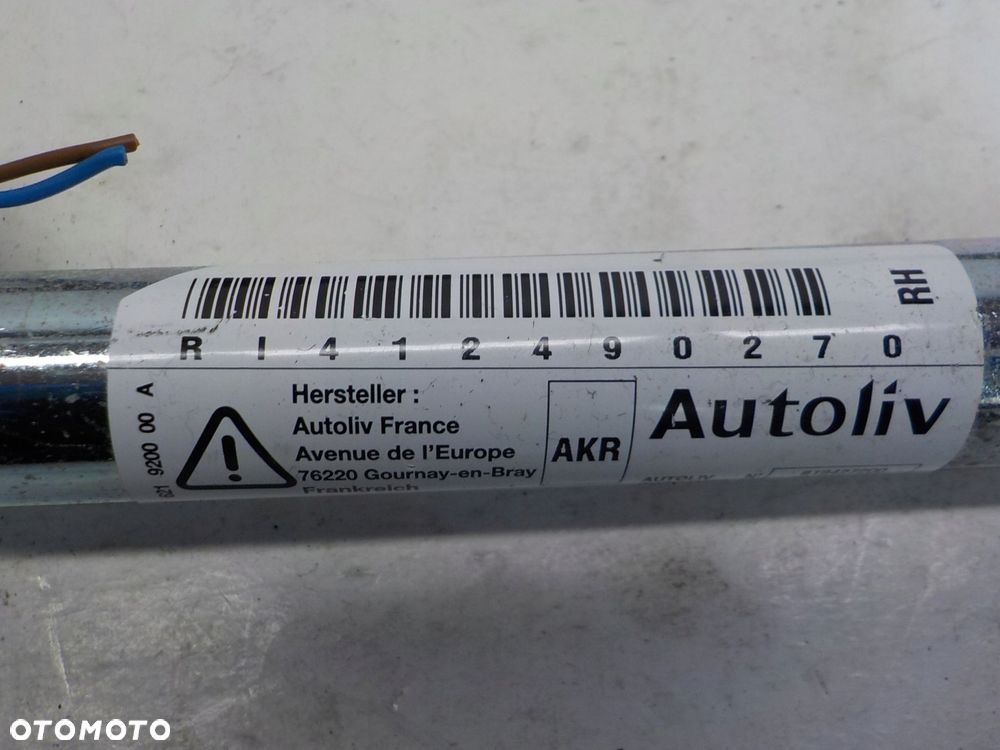 RH
R I 4 1 2 4 9 0 2 7 0
9200 00 A
Hersteller :
Autoliv France
Avenue de l'Europe
76220 Gournay-en-Bray
Frankreich
AKR
Autoliv
AUTOLIV
OTOMOTO